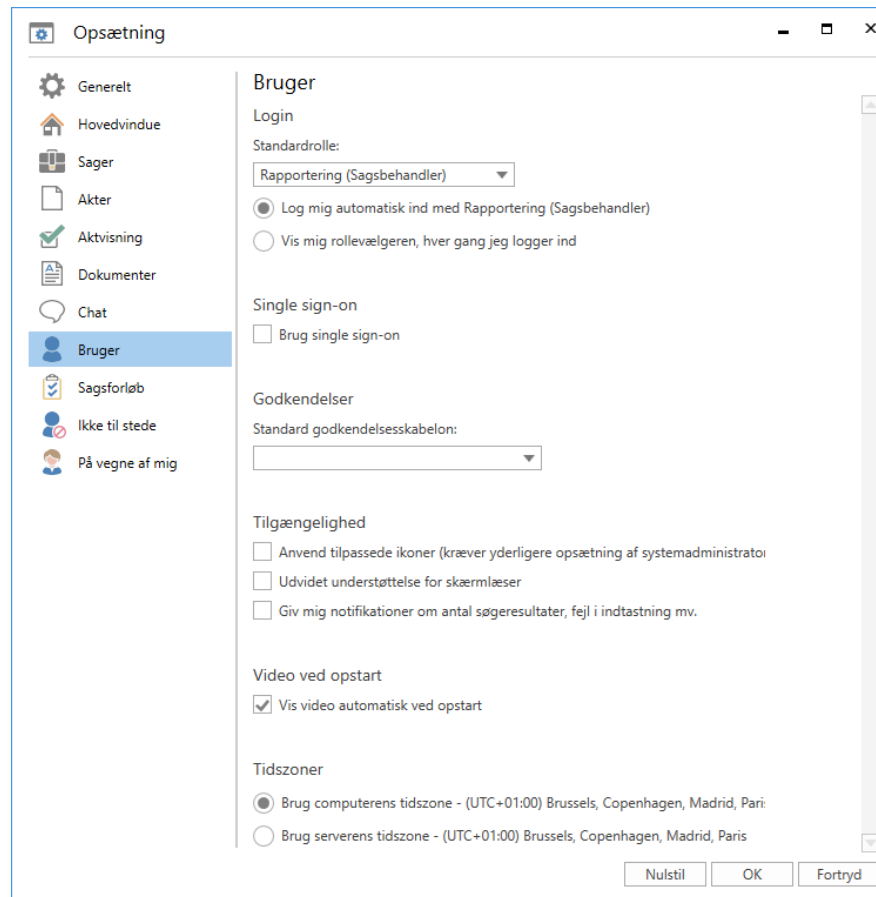 Opsætning
Generelt
Hovedvindue
Sager
Akter
Aktvisning
Dokumenter
Chat
Bruger
Sagsforløb
Ikke til stede
På vegne af mig
Bruger
Login
Standardrolle:
Rapportering (Sagsbehandler)
Log mig automatisk ind med Rapportering (Sagsbehandler)
Vis mig rollevælgeren, hver gang jeg logger ind
Single sign-on
Brug single sign-on
Godkendelser
Standard godkendelsesskabelon:
Tilgængelighed
Anvend tilpassede ikoner (kræver yderligere opsætning af systemadministrator
Udvidet understøttelse for skærmlæser
Giv mig notifikationer om antal søgeresultater, fejl i indtastning mv.
Video ved opstart
Vis video automatisk ved opstart
Tidszoner
Brug computerens tidszone - (UTC+01:00) Brussels, Copenhagen, Madrid, Paris
Brug serverens tidszone - (UTC+01:00) Brussels, Copenhagen, Madrid, Paris
Nulstil
OK
Fortryd